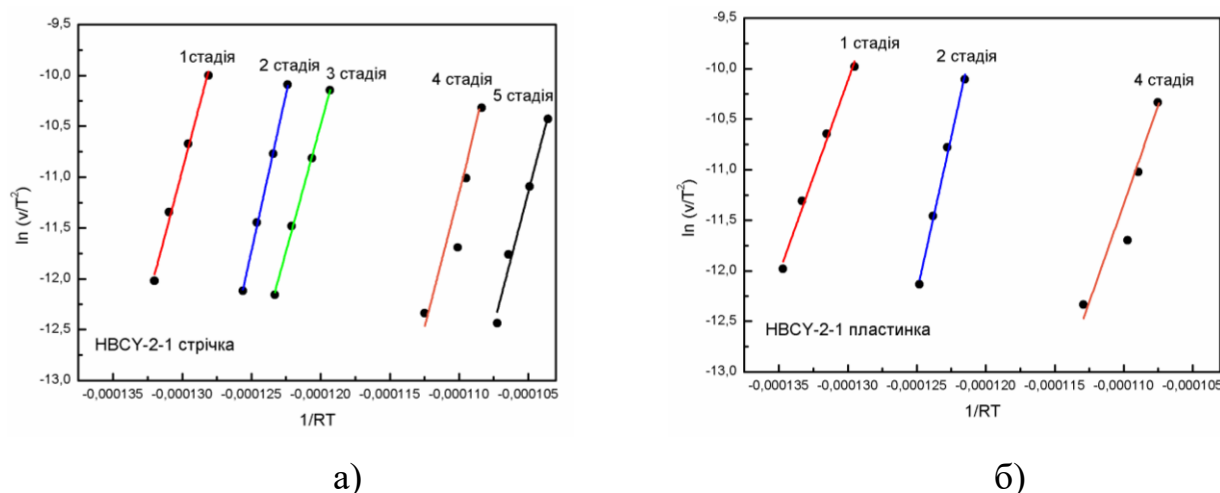 -9,5
1стадія
2 стадія
3 стадія
4 стадія
5 стадія
-10,0
-10,5
-11,0
-11,5
-12,0
-12,5
-13,0
ln (v/T²)
НВСУ-2-1 стрічка
-0,000135 -0,000130 -0,000125 -0,000120 -0,000115 -0,000110 -0,000105
1/RT
а)
-9,5
1 стадія
2 стадія
4 стадія
-10,0
-10,5
-11,0
-11,5
-12,0
-12,5
-13,0
ln (v/T²)
НВСУ-2-1 пластинка
-0,000135 -0,000130 -0,000125 -0,000120 -0,000115 -0,000110 -0,000105
1/RT
б)